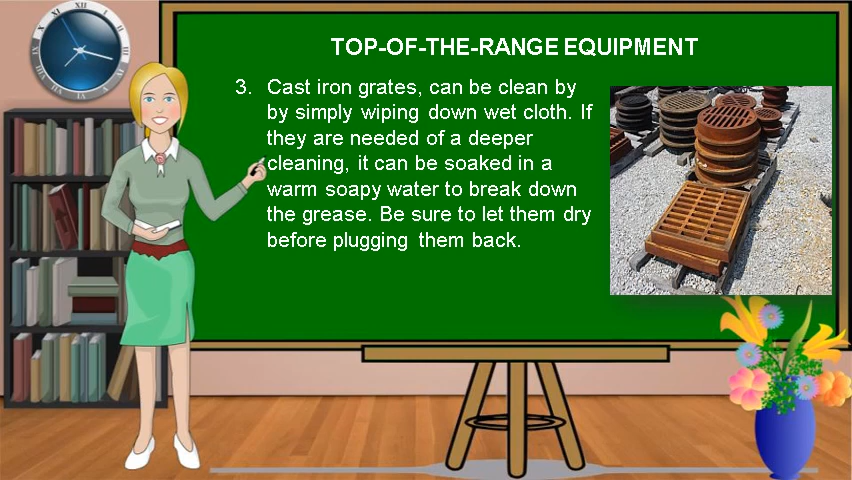 TOP-OF-THE-RANGE EQUIPMENT
3. Cast iron grates, can be clean by
by simply wiping down wet cloth. If
they are needed of a deeper
cleaning, it can be soaked in a
warm soapy water to break down
the grease. Be sure to let them dry
before plugging them back.